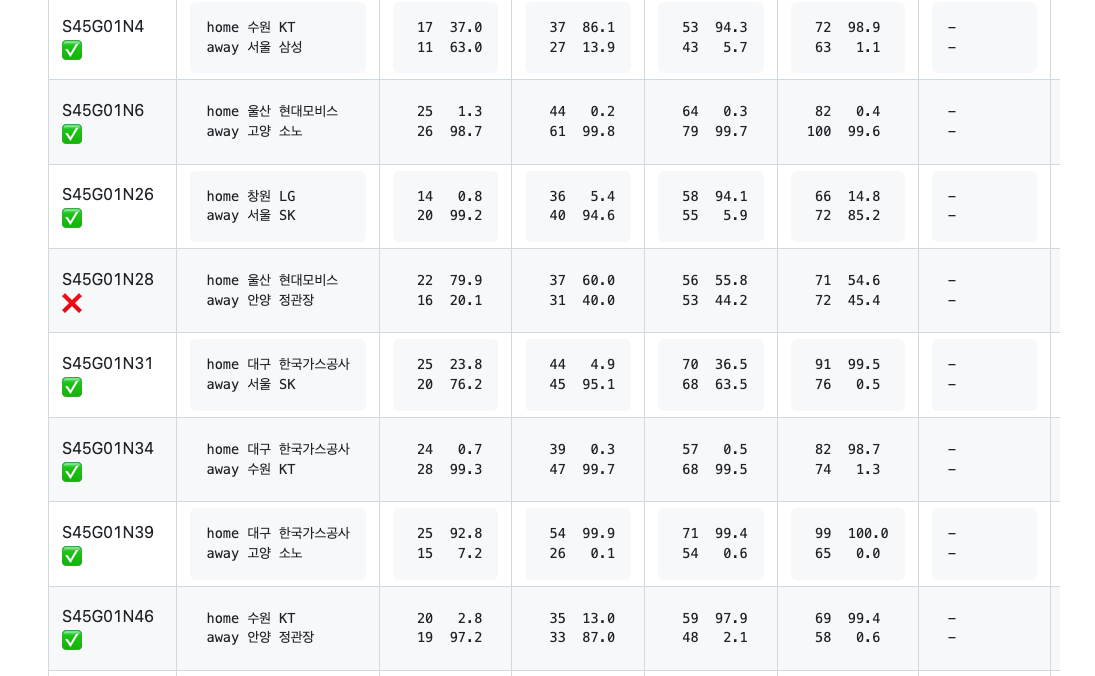 S45G01N4
✅
home 수원 KT 17 37.0 37 86.1 53 94.3 72 98.9 –
away 서울 삼성 11 63.0 27 13.9 43 5.7 63 1.1 –
S45G01N6
✅
home 울산 현대모비스 25 1.3 44 0.2 64 0.3 82 0.4 –
away 고양 소노 26 98.7 61 99.8 79 99.7 100 99.6 –
S45G01N26
✅
home 창원 LG 14 0.8 36 5.4 58 94.1 66 14.8 –
away 서울 SK 20 99.2 40 94.6 55 5.9 72 85.2 –
S45G01N28
❌
home 울산 현대모비스 22 79.9 37 60.0 56 55.8 71 54.6 –
away 안양 정관장 16 20.1 31 40.0 53 44.2 72 45.4 –
S45G01N31
✅
home 대구 한국가스공사 25 23.8 44 4.9 70 36.5 91 99.5 –
away 서울 SK 20 76.2 45 95.1 68 63.5 76 0.5 –
S45G01N34
✅
home 대구 한국가스공사 24 0.7 39 0.3 57 0.5 82 98.7 –
away 수원 KT 28 99.3 47 99.7 68 99.5 74 1.3 –
S45G01N39
✅
home 대구 한국가스공사 25 92.8 54 99.9 71 99.4 99 100.0 –
away 고양 소노 15 7.2 26 0.1 54 0.6 65 0.0 –
S45G01N46
✅
home 수원 KT 20 2.8 35 13.0 59 97.9 69 99.4 –
away 안양 정관장 19 97.2 33 87.0 48 2.1 58 0.6 –